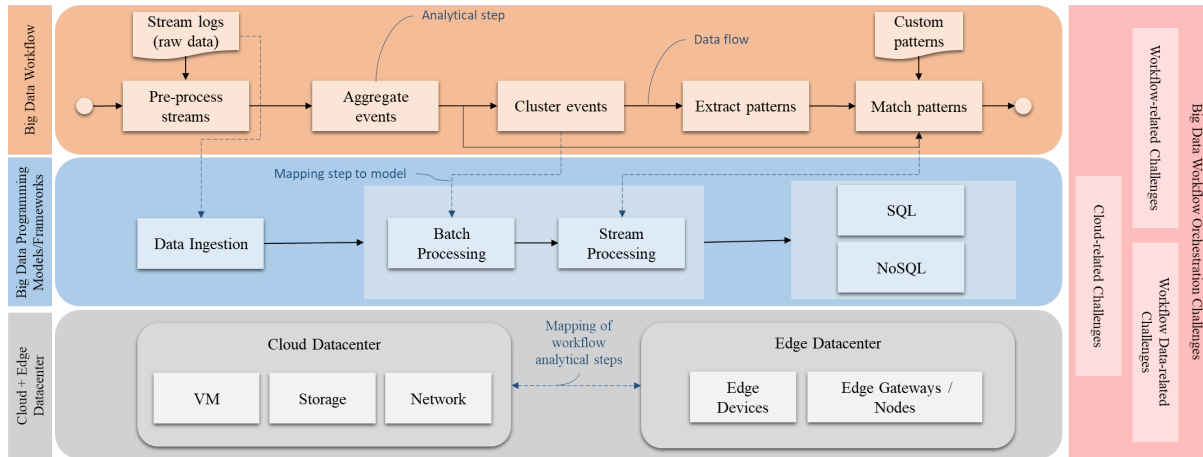 Big Data Workflow
Stream logs
(raw data)
Analytical step
Data flow
Custom
patterns
Pre-process
streams
Aggregate
events
Cluster events
Extract patterns
Match patterns
Big Data Programming
Models/Frameworks
Mapping step to model
Data Ingestion
Batch
Processing
Stream
Processing
SQL
NoSQL
Cloud + Edge
Datacenter
Cloud Datacenter
VM
Storage
Network
Mapping of
workflow
analytical steps
Edge Datacenter
Edge
Devices
Edge Gateways /
Nodes
Cloud-related Challenges
Workflow-related Challenges
Workflow Data-related
Challenges
Big Data Workflow Orchestration Challenges